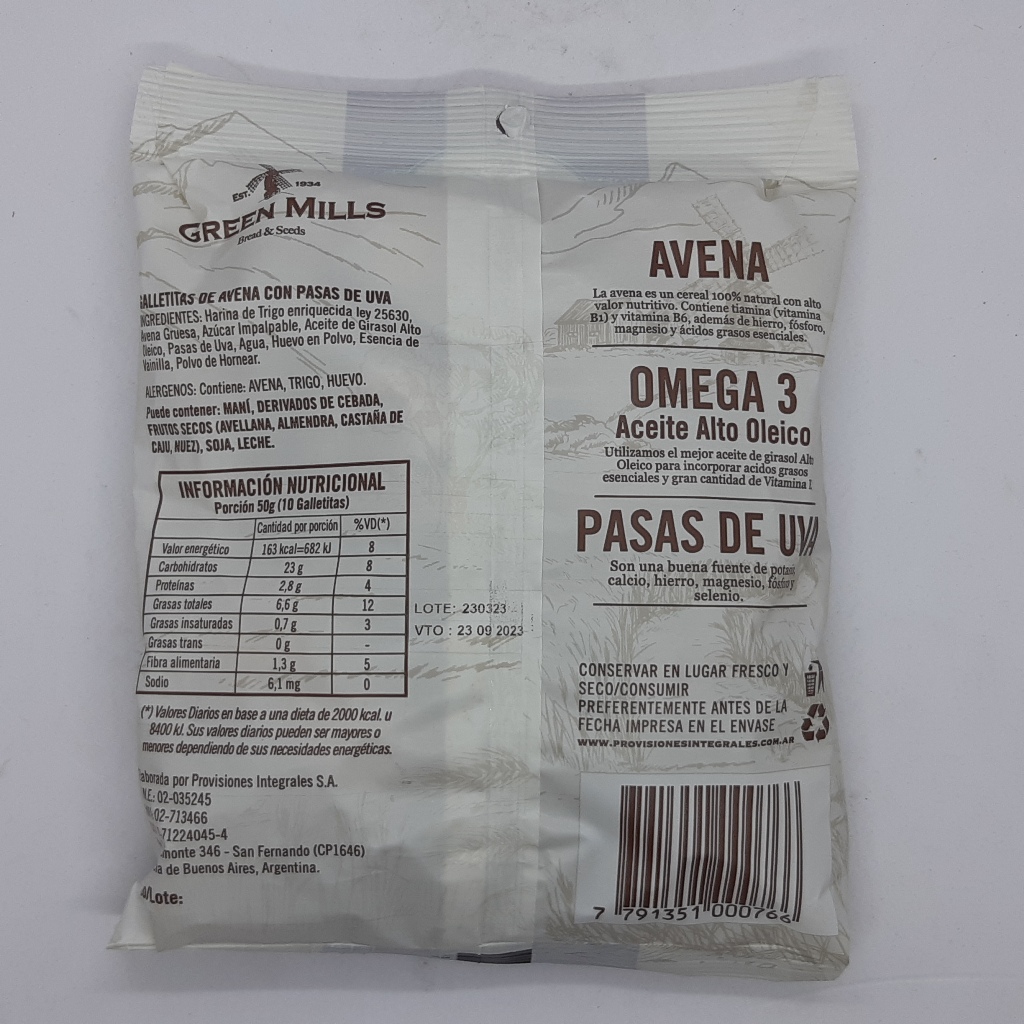 EST. 1934
GREEN MILLS
Bread & Seeds
GALLETITAS DE AVENA CON PASAS DE UVA
INGREDIENTES: Harina de Trigo enriquecida ley 25630,
Avena Gruesa, Azúcar Impalpable, Aceite de Girasol Alto
Oleico, Pasas de Uva, Agua, Huevo en Polvo, Esencia de
Vainilla, Polvo de Hornear.
ALERGENOS: Contiene: AVENA, TRIGO, HUEVO.
Puede contener: MANÍ, DERIVADOS DE CEBADA,
FRUTOS SECOS (AVELLANA, ALMENDRA, CASTAÑA DE
CAJU, NUEZ), SOJA, LECHE.
INFORMACIÓN NUTRICIONAL
Porción 50g (10 Galletitas)
Cantidad por porción %VD(*)
Valor energético 163 kcal=682 kJ 8
Carbohidratos 23 g 8
Proteínas 2,8 g 4
Grasas totales 6,6 g 12
Grasas insaturadas 0,7 g 3
Grasas trans 0 g -
Fibra alimentaria 1,3 g 5
Sodio 6,1 mg 0
(*) Valores Diarios en base a una dieta de 2000 kcal. u
8400 kJ. Sus valores diarios pueden ser mayores o
menores dependiendo de sus necesidades energéticas.
aborada por Provisiones Integrales S.A.
N.E.: 02-035245
02-713466
71224045-4
monte 346 - San Fernando (CP1646)
ia de Buenos Aires, Argentina.
/Lote:
LOTE: 230323
VTO : 23 09 2023
AVENA
La avena es un cereal 100% natural con alto
valor nutritivo. Contiene tiamina (vitamina
B1) y vitamina B6, además de hierro, fósforo,
magnesio y ácidos grasos esenciales.
OMEGA 3
Aceite Alto Oleico
Utilizamos el mejor aceite de girasol Alto
Oleico para incorporar acidos grasos
esenciales y gran cantidad de Vitamina
PASAS DE UVA
Son una buena fuente de potasio,
calcio, hierro, magnesio, fósforo y
selenio.
CONSERVAR EN LUGAR FRESCO Y
SECO/CONSUMIR
PREFERENTEMENTE ANTES DE LA
FECHA IMPRESA EN EL ENVASE
WWW.PROVISIONESINTEGRALES.COM.AR
7 791351 000766